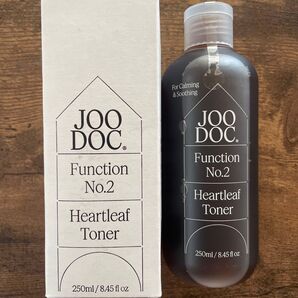 JOO
DOC®
Function
No.2
Heartleaf
Toner
250ml / 8.45 fl oz
For Calming
& Soothing
JOO
DOC®
Function
No.2
Heartleaf
Toner
250ml / 8.45 fl oz